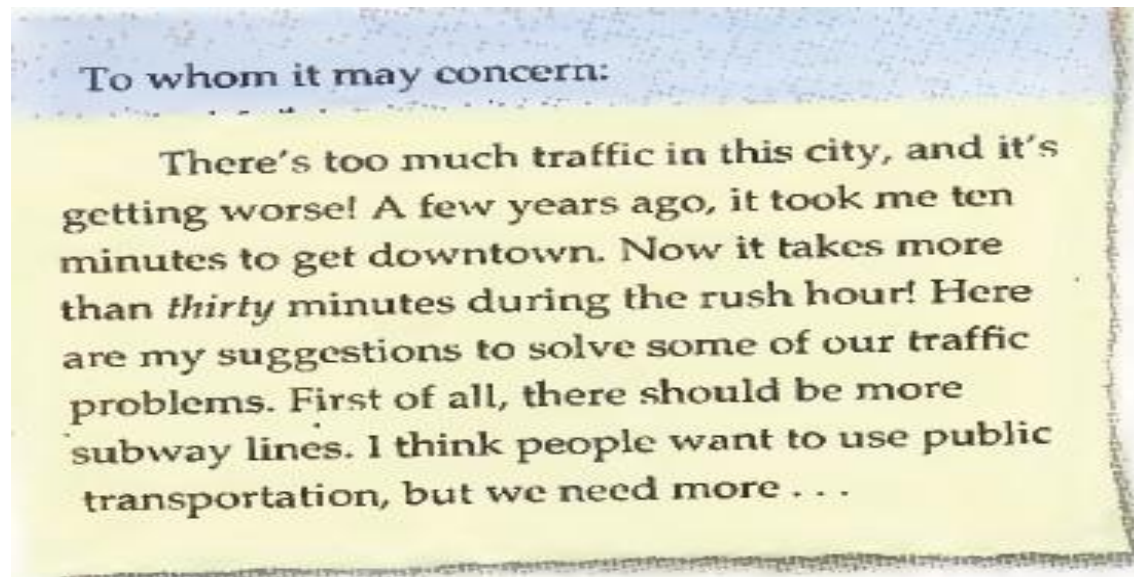 To whom it may concern:
There's too much traffic in this city, and it's
getting worse! A few years ago, it took me ten
minutes to get downtown. Now it takes more
than thirty minutes during the rush hour! Here
are my suggestions to solve some of our traffic
problems. First of all, there should be more
subway lines. I think people want to use public
transportation, but we need more . . .